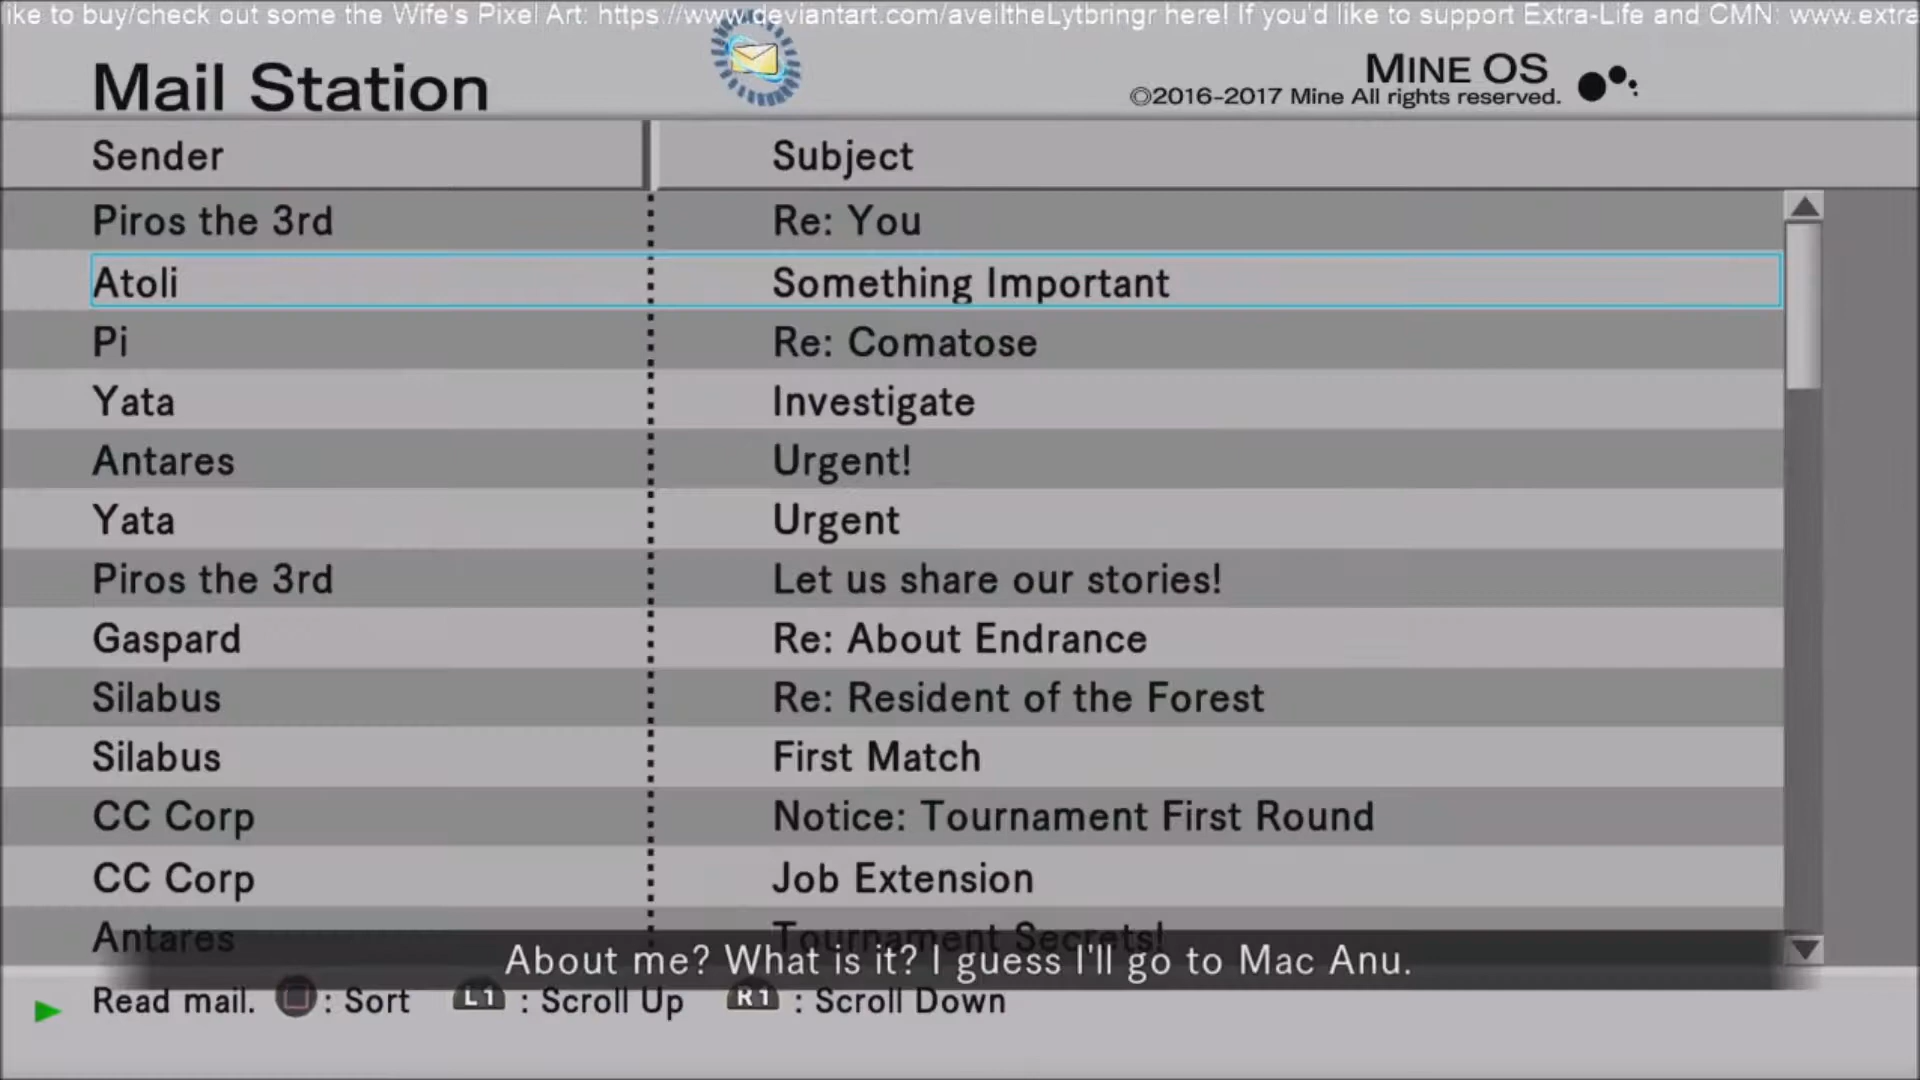 ike to buy/check out some the Wife's Pixel Art: https://www.deviantart.com/aveiltheLytbringr here! If you'd like to support Extra-Life and CMN: www.extra
Mail Station
MINE OS
©2016-2017 Mine All rights reserved.
Sender Subject
Piros the 3rd Re: You
Atoli Something Important
Pi Re: Comatose
Yata Investigate
Antares Urgent!
Yata Urgent
Piros the 3rd Let us share our stories!
Gaspard Re: About Endrance
Silabus Re: Resident of the Forest
Silabus First Match
CC Corp Notice: Tournament First Round
CC Corp Job Extension
Antares Tournament Secrets!
About me? What is it? I guess I'll go to Mac Anu.
Read mail. : Sort L1 : Scroll Up R1 : Scroll Down